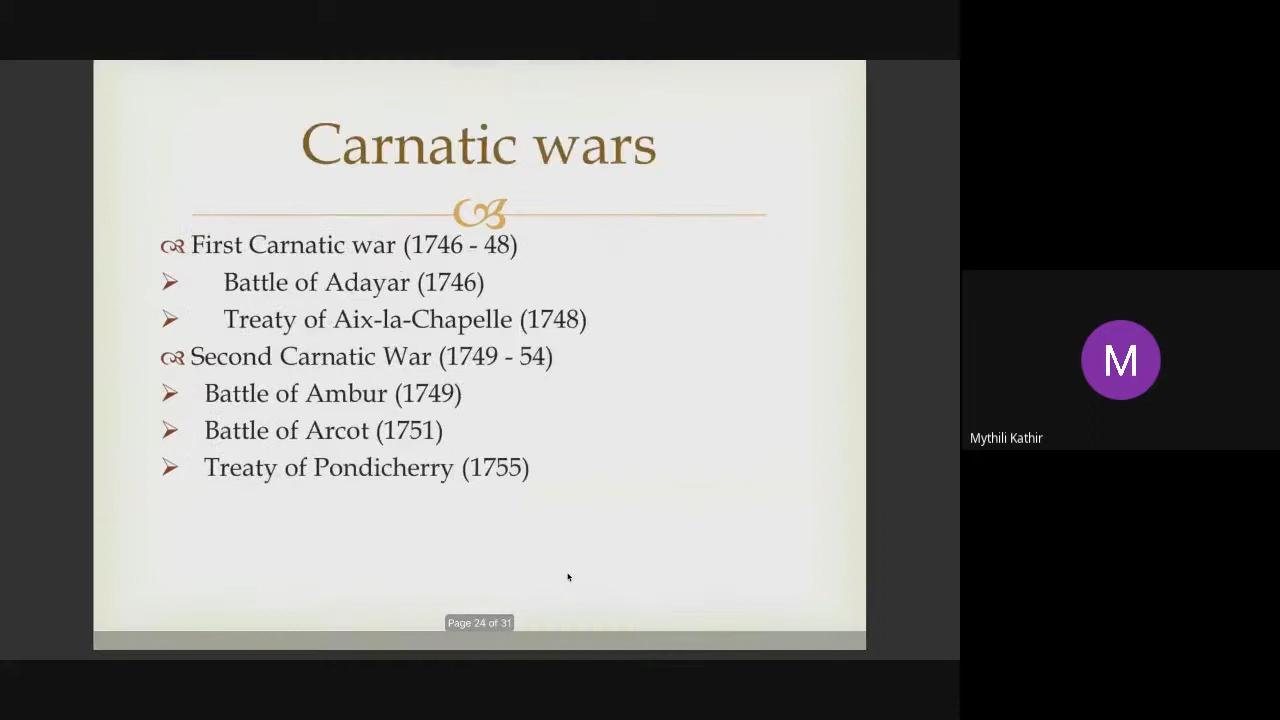 Carnatic wars
First Carnatic war (1746 - 48)
Battle of Adayar (1746)
Treaty of Aix-la-Chapelle (1748)
Second Carnatic War (1749 - 54)
Battle of Ambur (1749)
Battle of Arcot (1751)
Treaty of Pondicherry (1755)
Page 24 of 31
M
Mythili Kathir